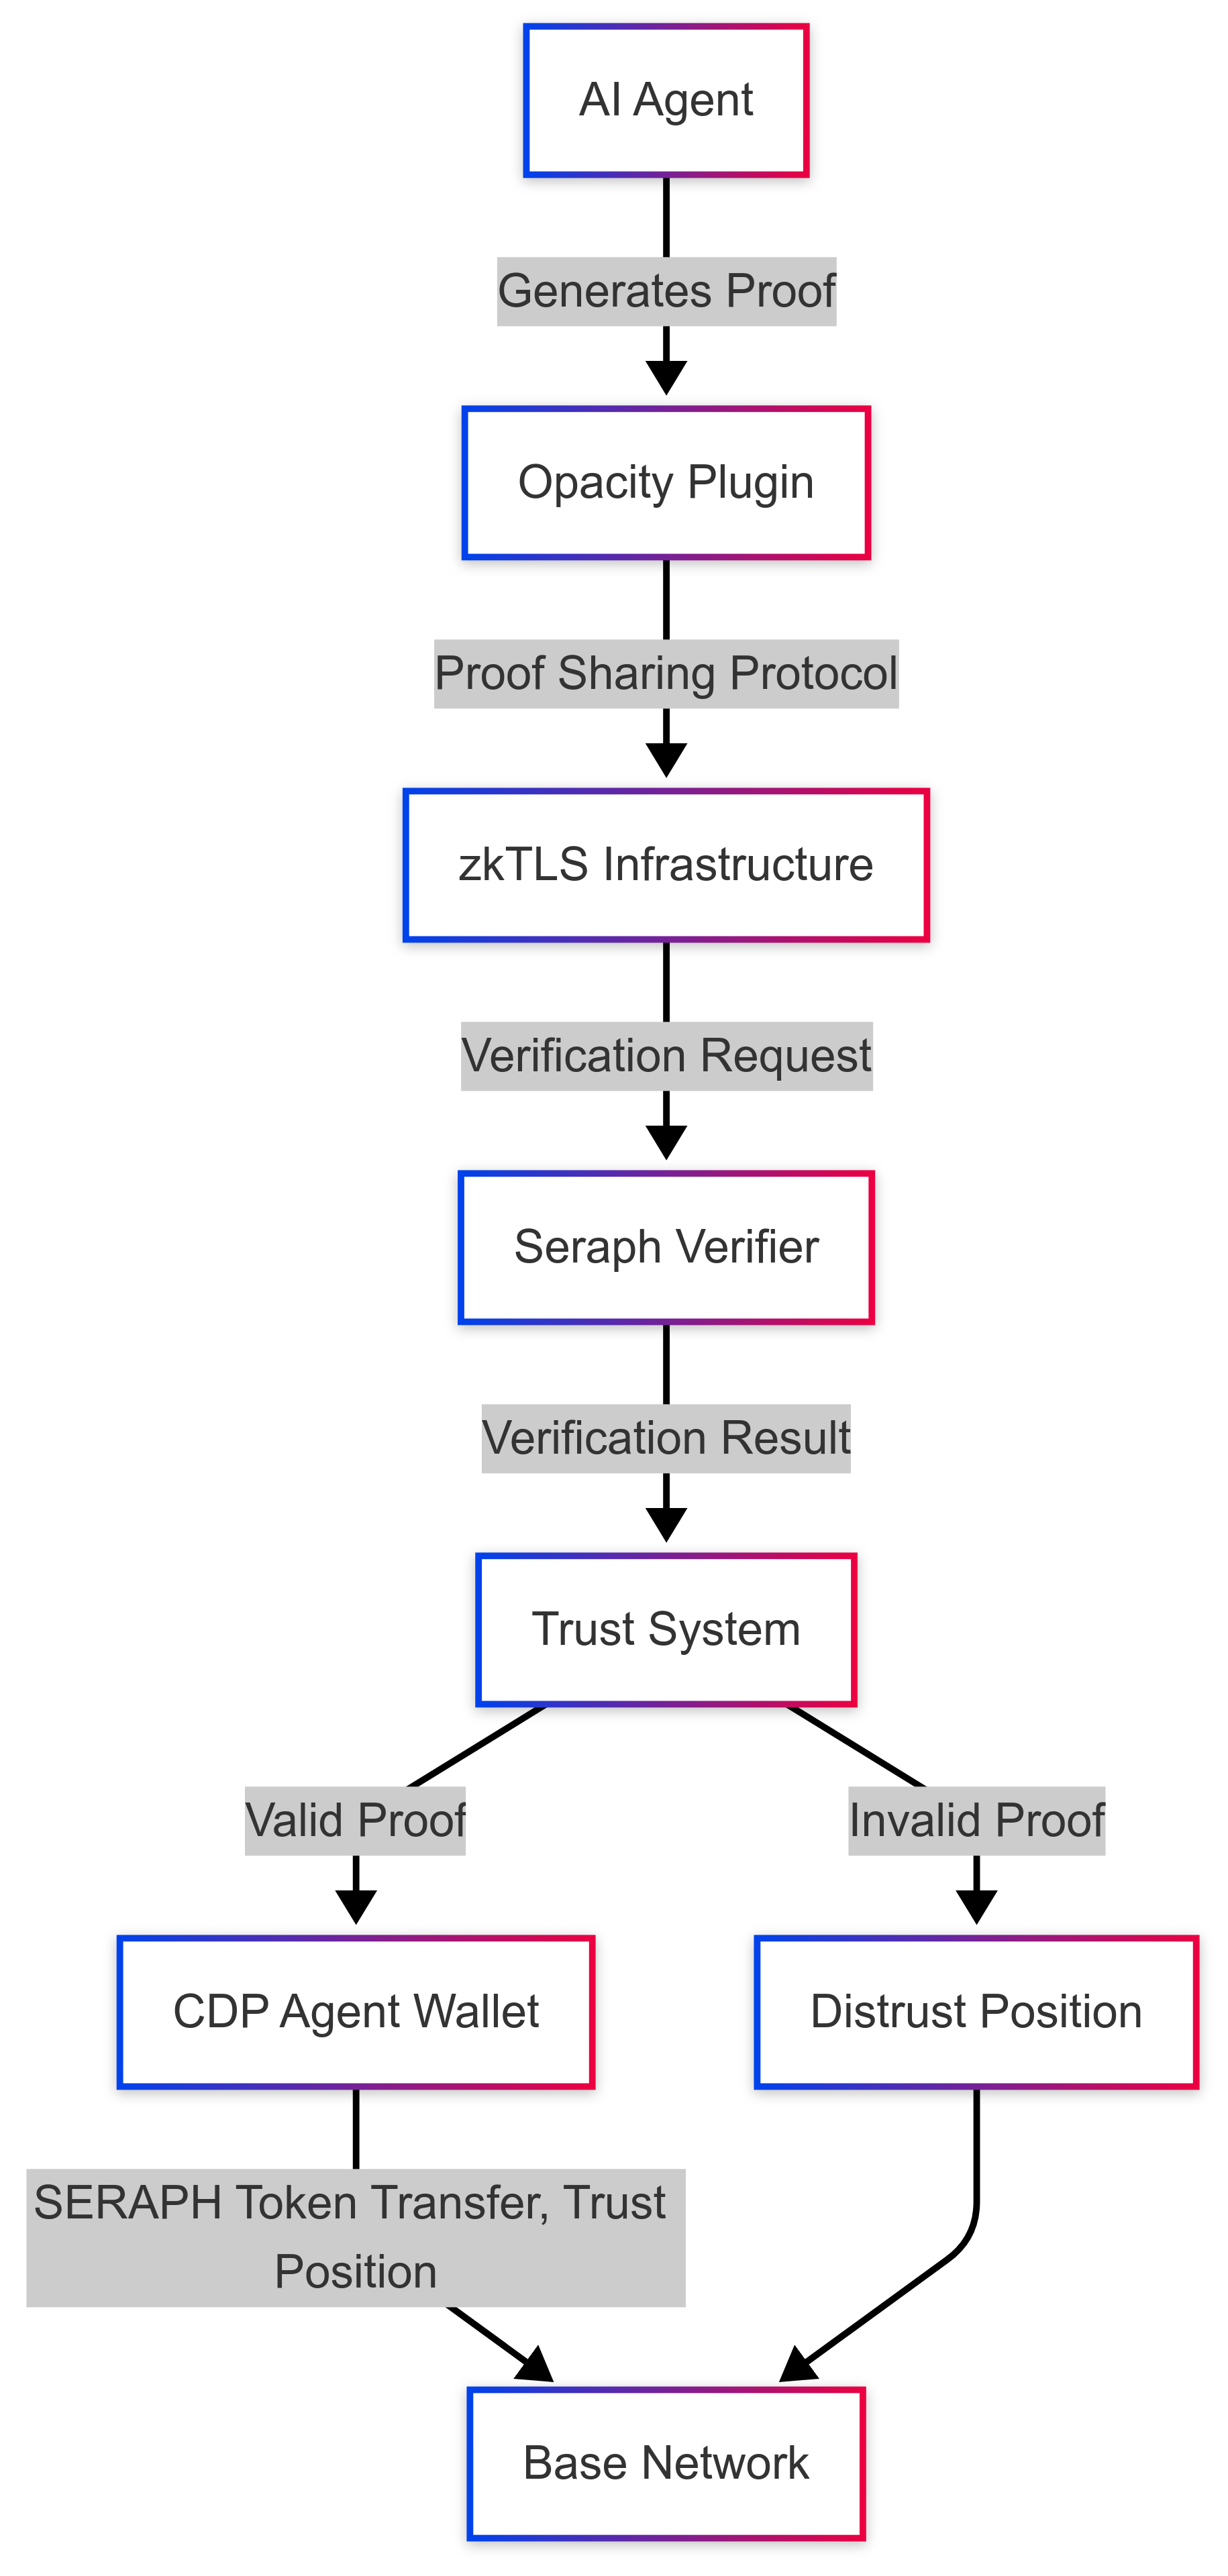 AI Agent
Generates Proof
Opacity Plugin
Proof Sharing Protocol
zkTLS Infrastructure
Verification Request
Seraph Verifier
Verification Result
Trust System
Valid Proof
Invalid Proof
CDP Agent Wallet
Distrust Position
SERAPH Token Transfer, Trust
Position
Base Network